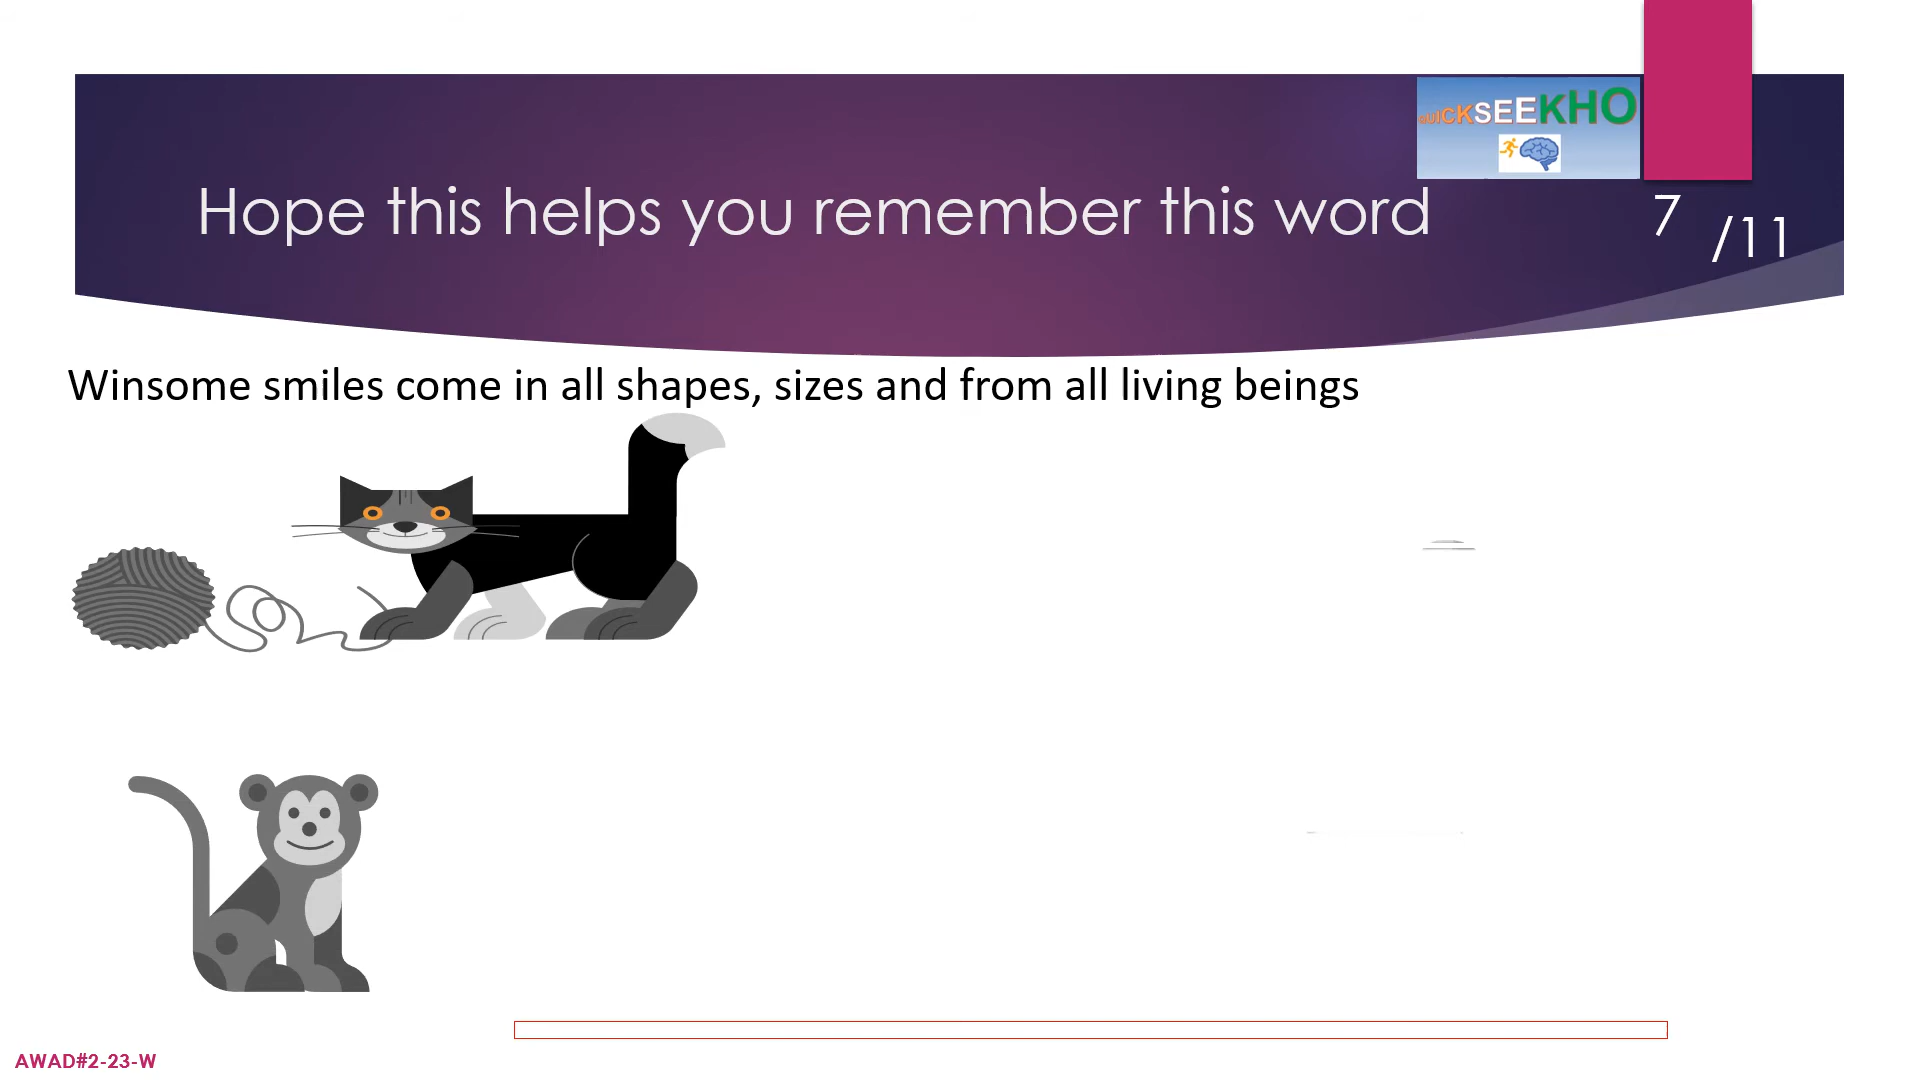 QUICKSEEKHO
Hope this helps you remember this word
7 /11
Winsome smiles come in all shapes, sizes and from all living beings
AWAD#2-23-W